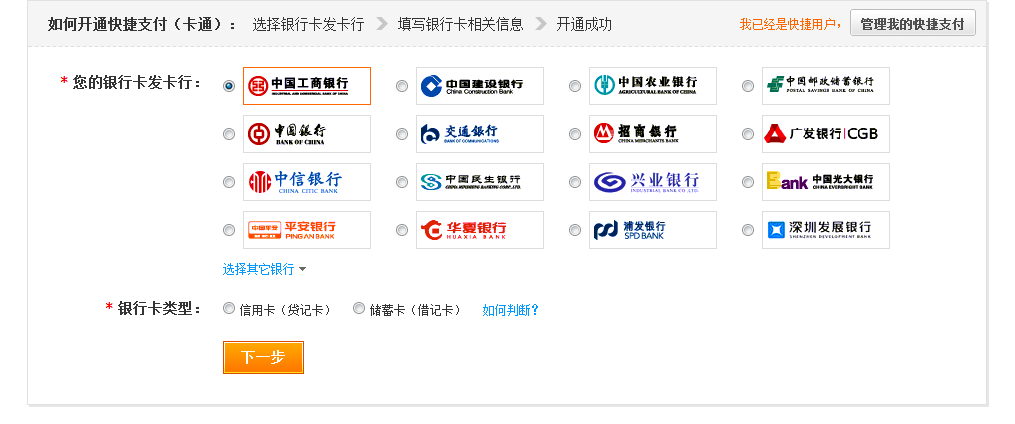 如何开通快捷支付（卡通）： 选择银行卡发卡行 填写银行卡相关信息 开通成功 我已经是快捷用户， 管理我的快捷支付
* 您的银行卡发卡行：
中国工商银行 INDUSTRIAL AND COMMERCIAL BANK OF CHINA
中国建设银行 China Construction Bank
中国农业银行 AGRICULTURAL BANK OF CHINA
中国邮政储蓄银行 POSTAL SAVINGS BANK OF CHINA
中国银行 BANK OF CHINA
交通银行 BANK OF COMMUNICATIONS
招商银行 CHINA MERCHANTS BANK
广发银行|CGB
中信银行 CHINA CITIC BANK
中国民生银行 CHINA MINSHENG BANKING CORP.,LTD.
兴业银行 INDUSTRIAL BANK CO.,LTD.
Bank 中国光大银行 CHINA EVERBRIGHT BANK
中国平安 平安银行 PING AN BANK
华夏银行 HUAXIA BANK
浦发银行 SPD BANK
深圳发展银行 SHENZHEN DEVELOPMENT BANK
选择其它银行
* 银行卡类型： 信用卡（贷记卡） 储蓄卡（借记卡） 如何判断?
下一步